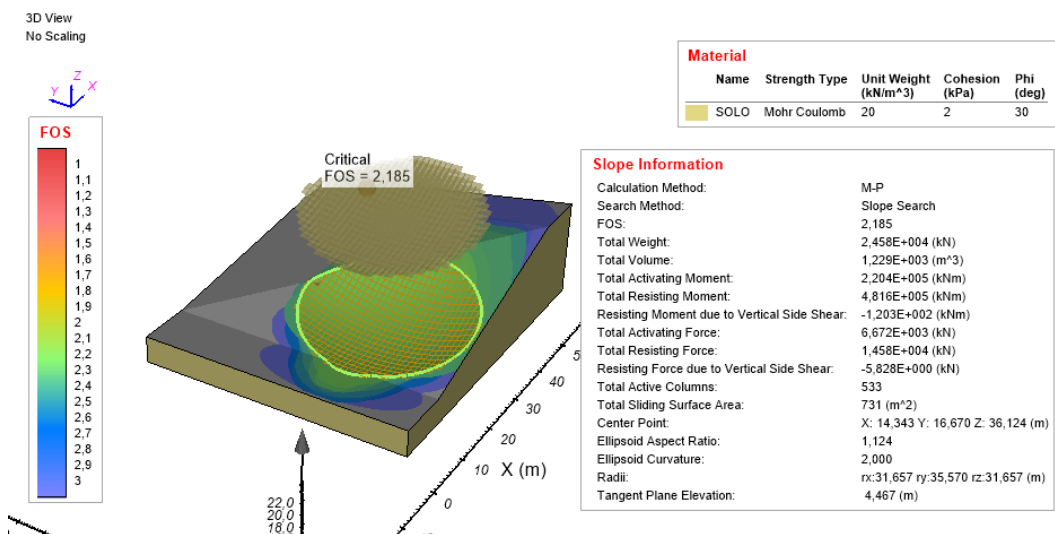 3D View
No Scaling
Z
Y X
FOS
1
1,1
1,2
1,3
1,4
1,5
1,6
1,7
1,8
1,9
2
2,1
2,2
2,3
2,4
2,5
2,6
2,7
2,8
2,9
3
Critical
FOS = 2,185
50
40
30
20
10 X (m)
0
22,0
20,0
18,0
Material
Name Strength Type Unit Weight (kN/m^3) Cohesion (kPa) Phi (deg)
SOLO Mohr Coulomb 20 2 30
Slope Information
Calculation Method: M-P
Search Method: Slope Search
FOS: 2,185
Total Weight: 2,458E+004 (kN)
Total Volume: 1,229E+003 (m^3)
Total Activating Moment: 2,204E+005 (kNm)
Total Resisting Moment: 4,816E+005 (kNm)
Resisting Moment due to Vertical Side Shear: -1,203E+002 (kNm)
Total Activating Force: 6,672E+003 (kN)
Total Resisting Force: 1,458E+004 (kN)
Resisting Force due to Vertical Side Shear: -5,828E+000 (kN)
Total Active Columns: 533
Total Sliding Surface Area: 731 (m^2)
Center Point: X: 14,343 Y: 16,670 Z: 36,124 (m)
Ellipsoid Aspect Ratio: 1,124
Ellipsoid Curvature: 2,000
Radii: rx:31,657 ry:35,570 rz:31,657 (m)
Tangent Plane Elevation: 4,467 (m)